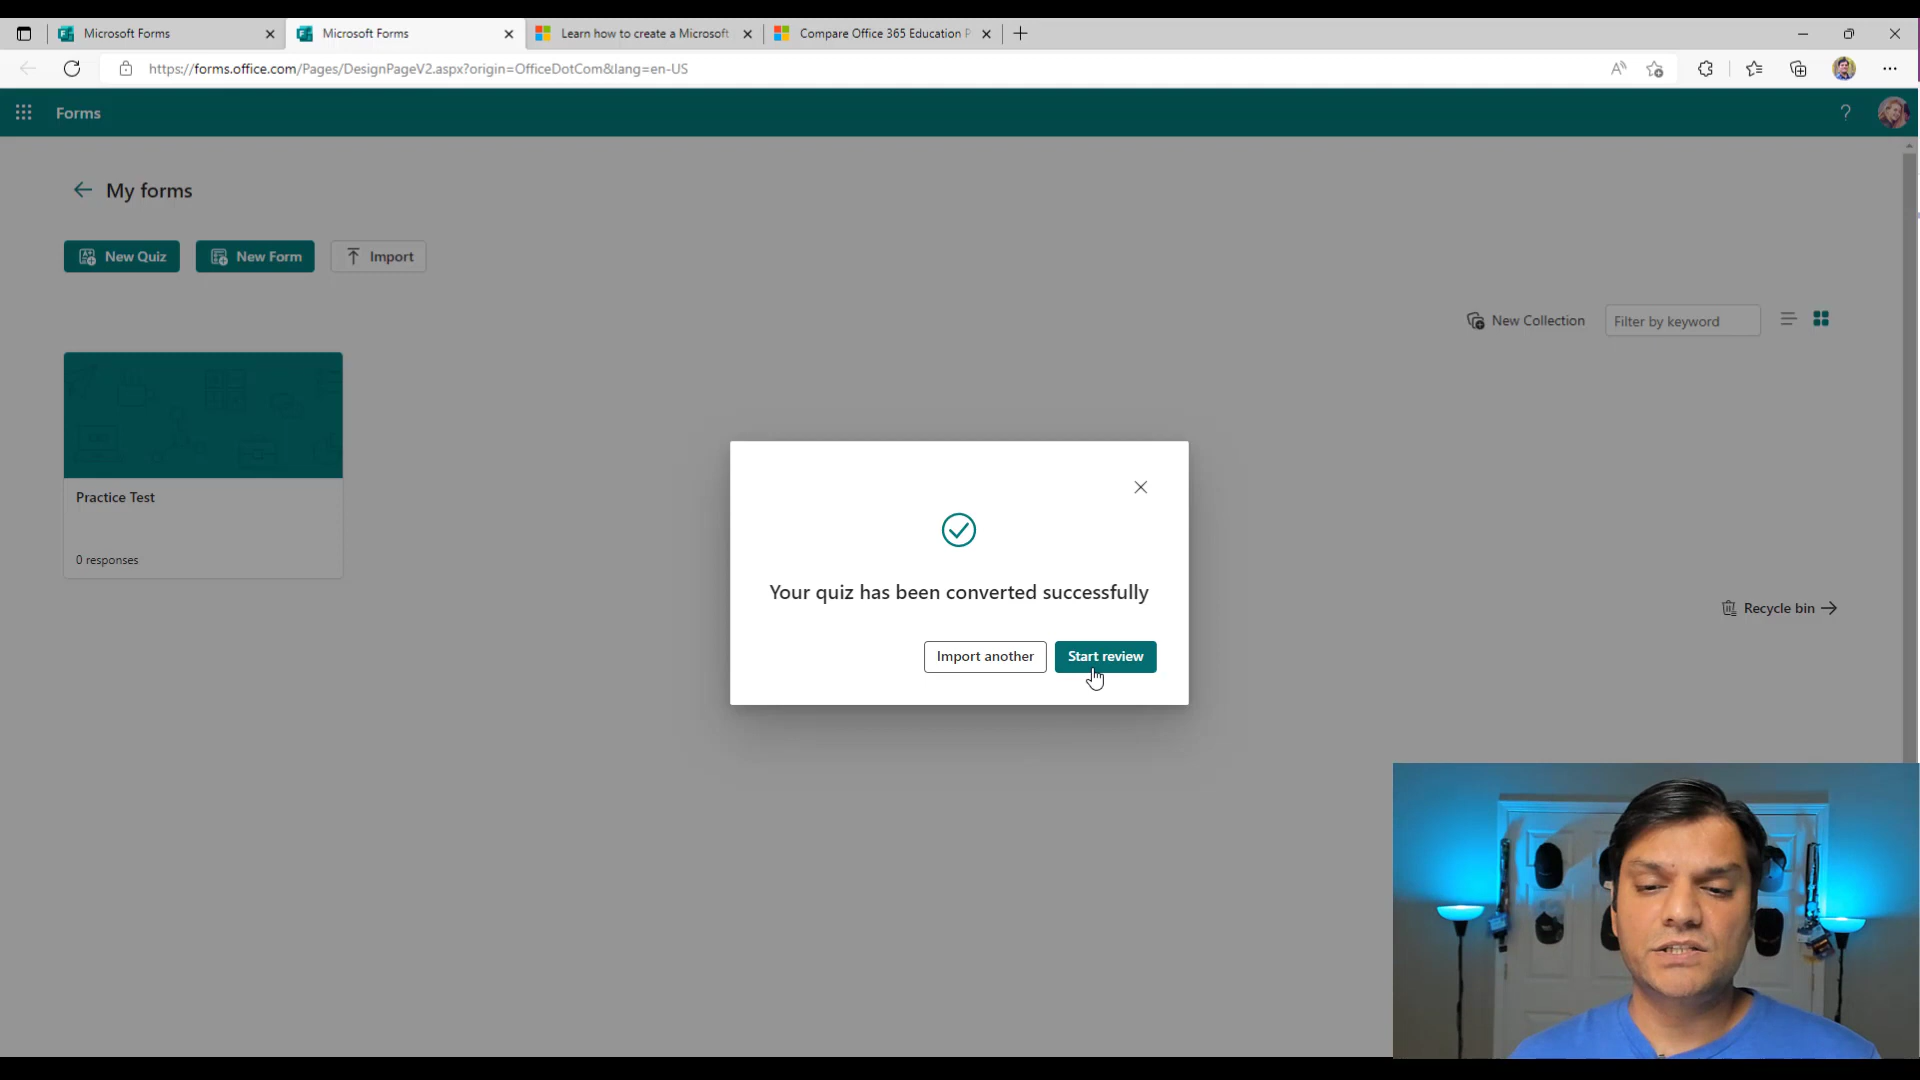 Microsoft Forms
Microsoft Forms
Learn how to create a Microsoft
Compare Office 365 Education P
https://forms.office.com/Pages/DesignPageV2.aspx?origin=OfficeDotCom&lang=en-US
Forms
?
My forms
New Quiz
New Form
Import
New Collection
Filter by keyword
Practice Test
0 responses
Your quiz has been converted successfully
Recycle bin
Import another
Start review